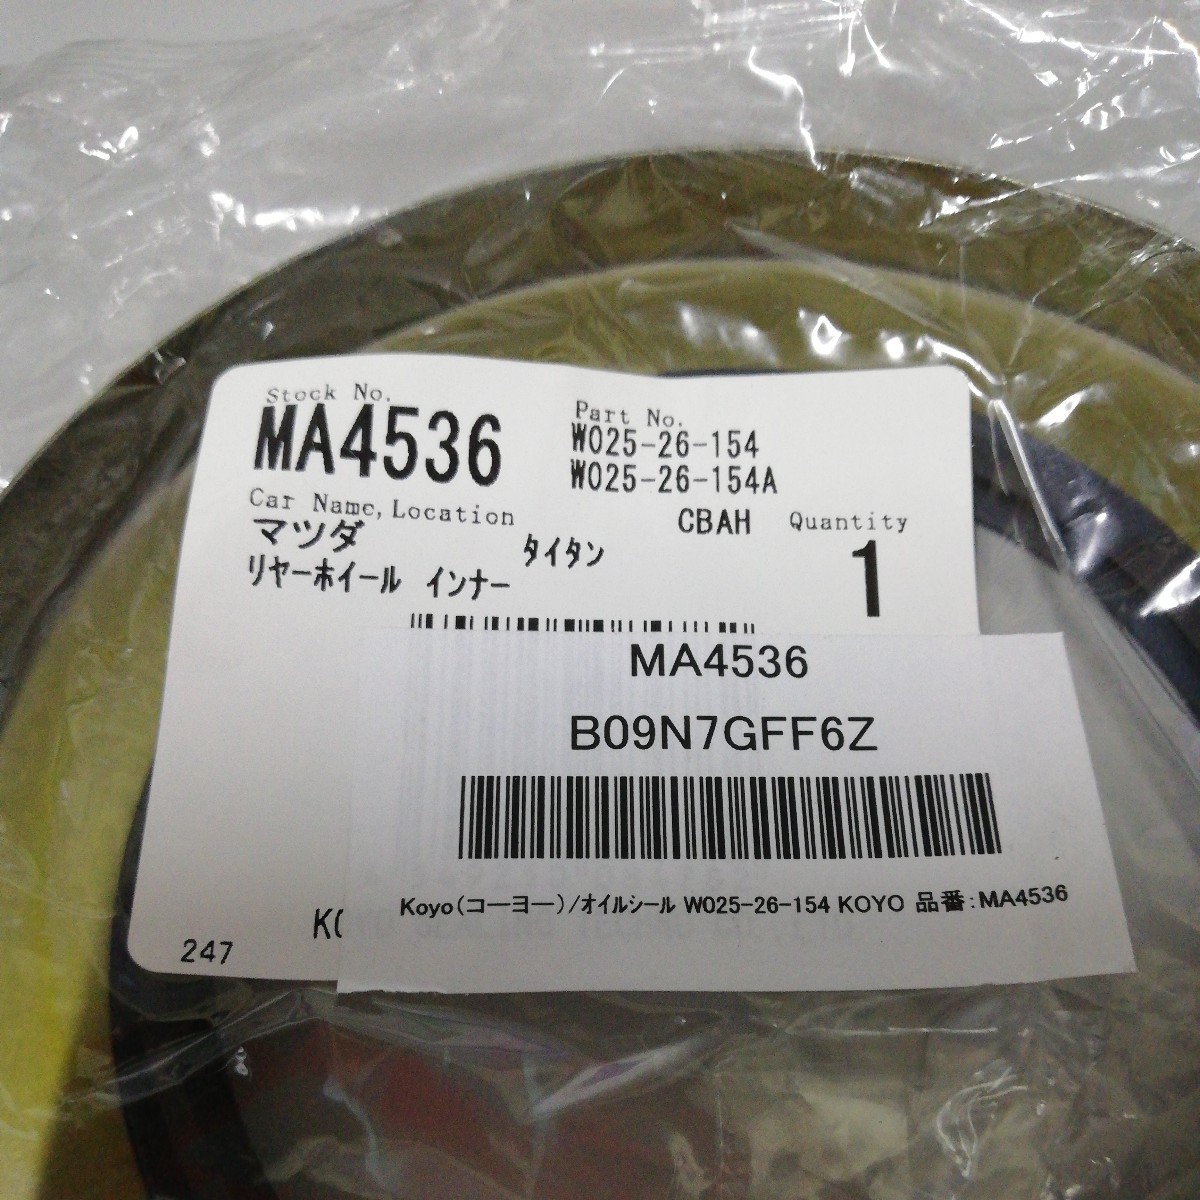 Stock No.
MA4536
Part No.
W025-26-154
W025-26-154A
Car Name, Location
CBAH
Quantity
マツダ
タイタン
1
リヤーホイール インナー
MA4536
B09N7GFF6Z
Koyo(コーヨー)/オイルシール W025-26-154 KOYO 品番:MA4536
247